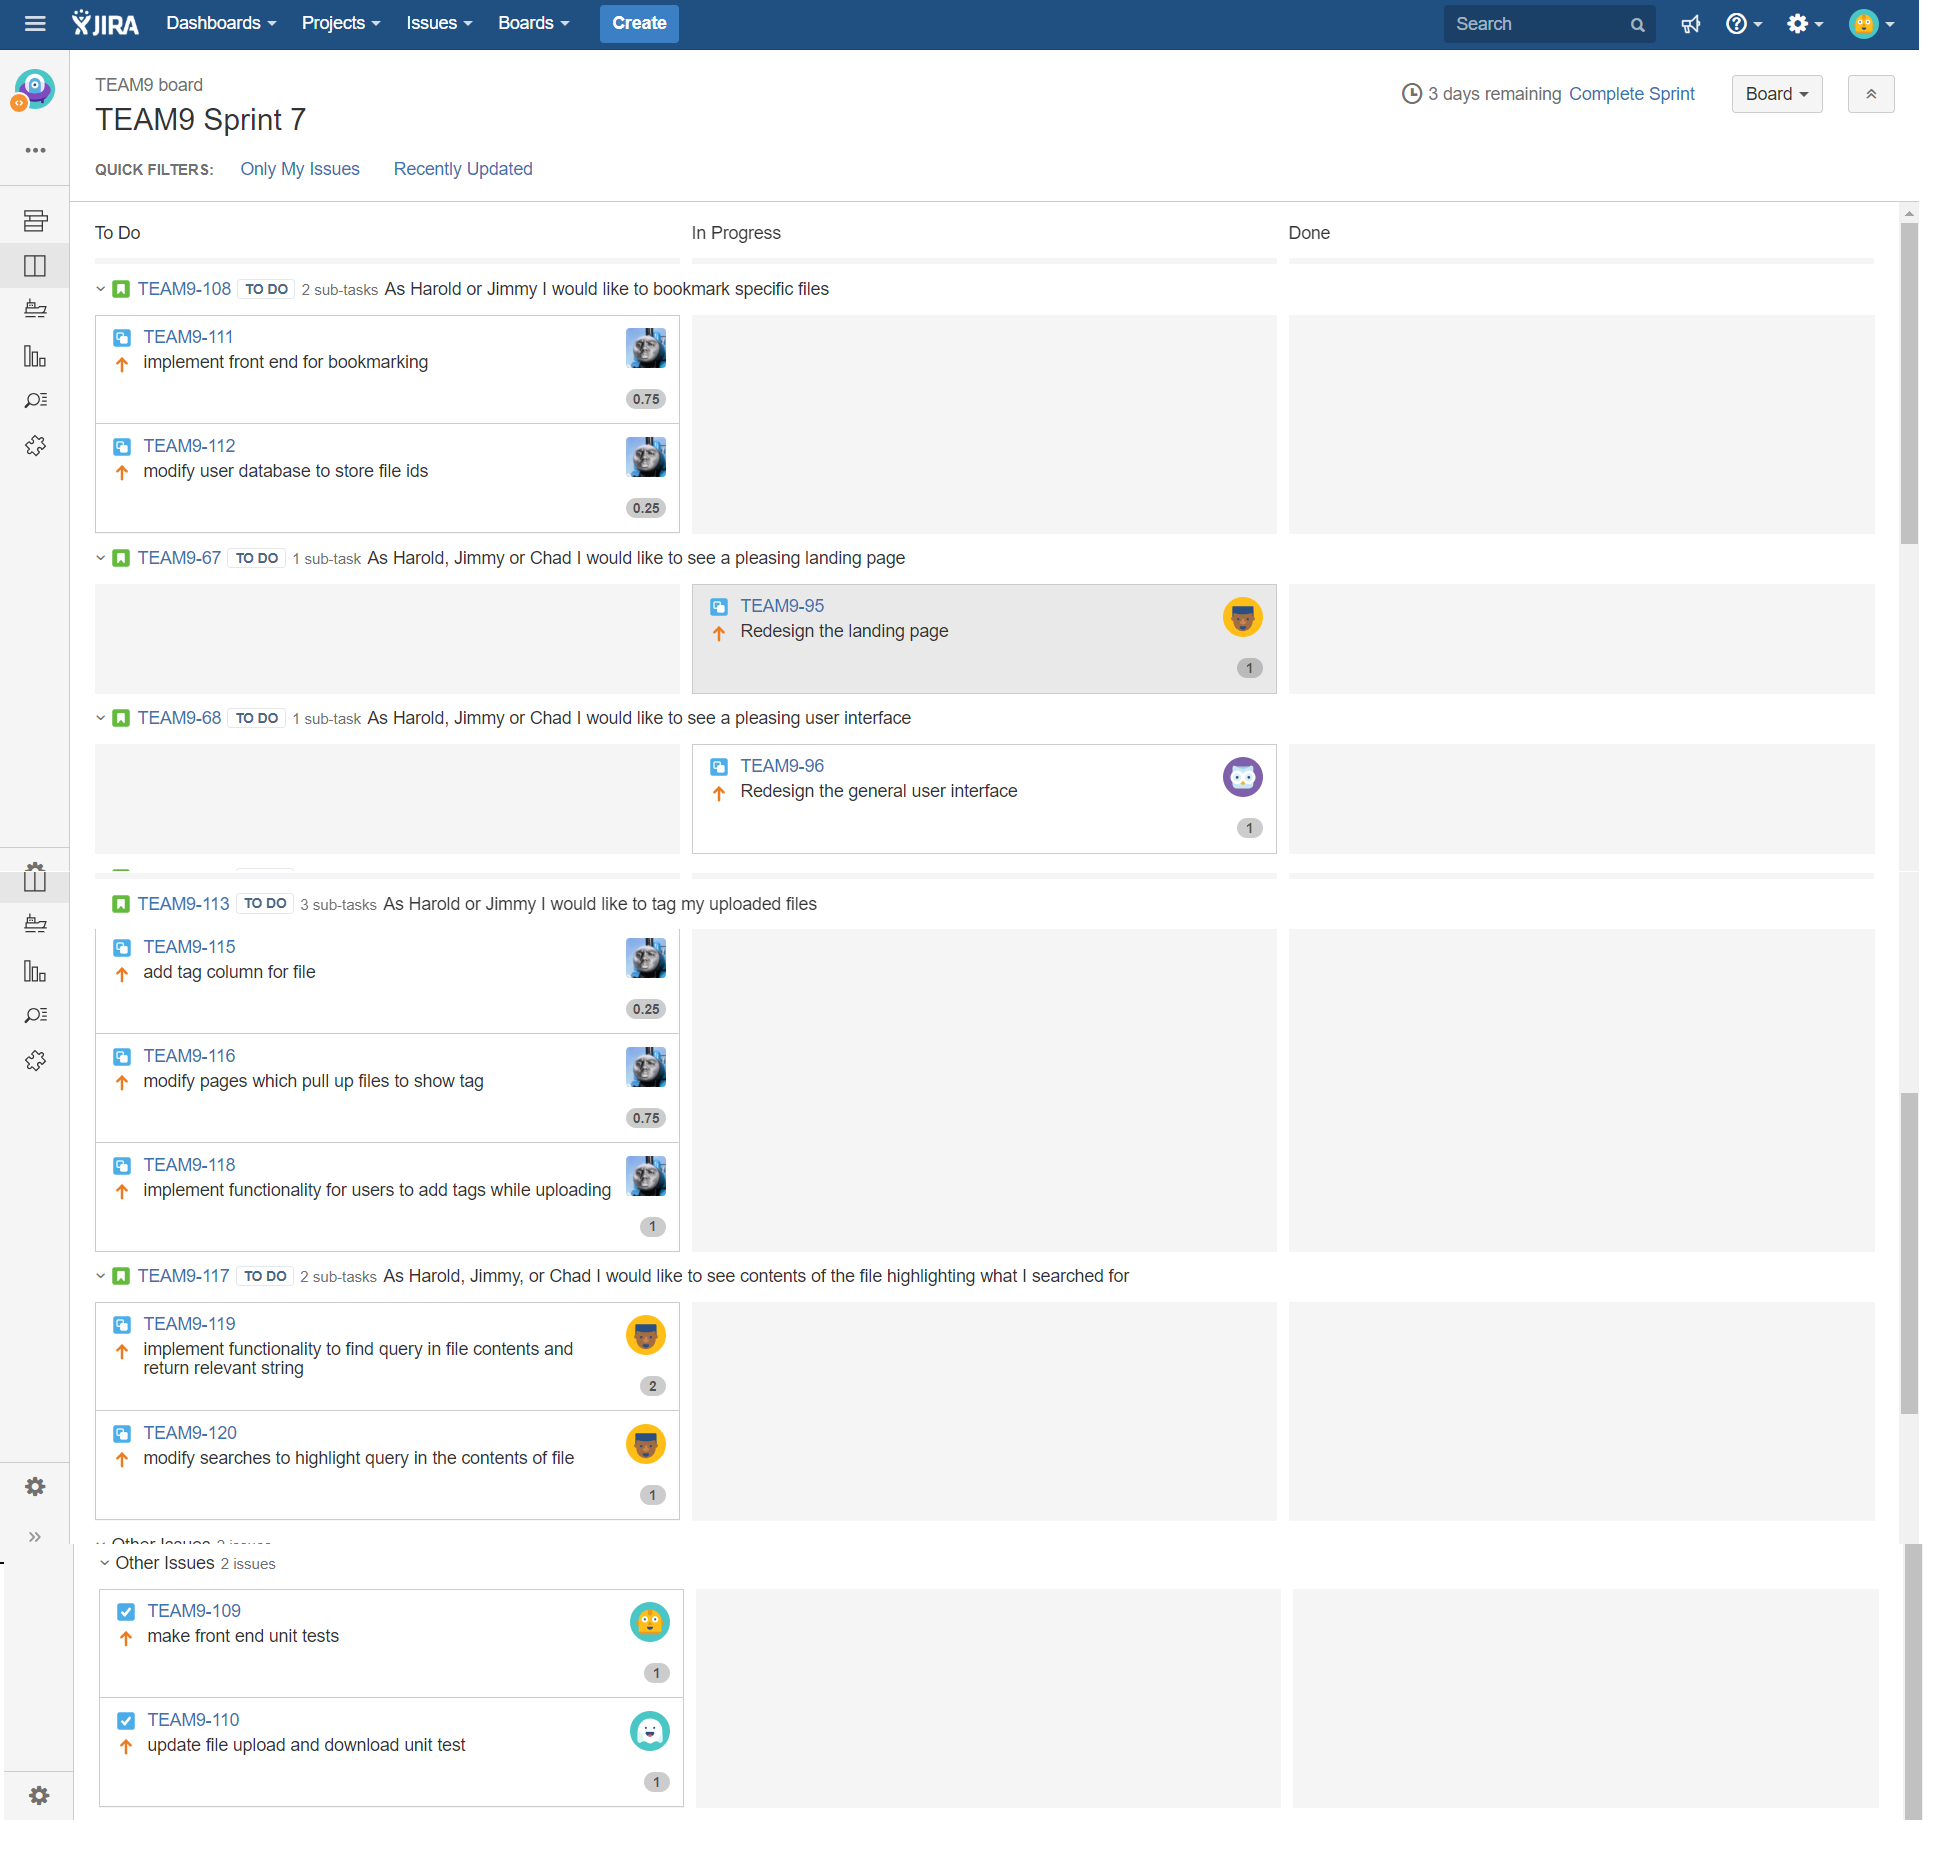 JIRA Dashboards Projects Issues Boards Create Search
TEAM9 board
3 days remaining Complete Sprint Board
TEAM9 Sprint 7
QUICK FILTERS: Only My Issues Recently Updated
To Do In Progress Done
TEAM9-108 TO DO 2 sub-tasks As Harold or Jimmy I would like to bookmark specific files
TEAM9-111
implement front end for bookmarking
0.75
TEAM9-112
modify user database to store file ids
0.25
TEAM9-67 TO DO 1 sub-task As Harold, Jimmy or Chad I would like to see a pleasing landing page
TEAM9-95
Redesign the landing page
1
TEAM9-68 TO DO 1 sub-task As Harold, Jimmy or Chad I would like to see a pleasing user interface
TEAM9-96
Redesign the general user interface
1
TEAM9-113 TO DO 3 sub-tasks As Harold or Jimmy I would like to tag my uploaded files
TEAM9-115
add tag column for file
0.25
TEAM9-116
modify pages which pull up files to show tag
0.75
TEAM9-118
implement functionality for users to add tags while uploading
1
TEAM9-117 TO DO 2 sub-tasks As Harold, Jimmy, or Chad I would like to see contents of the file highlighting what I searched for
TEAM9-119
implement functionality to find query in file contents and
return relevant string
2
TEAM9-120
modify searches to highlight query in the contents of file
1
Other Issues 2 issues
Other Issues 2 issues
TEAM9-109
make front end unit tests
1
TEAM9-110
update file upload and download unit test
1